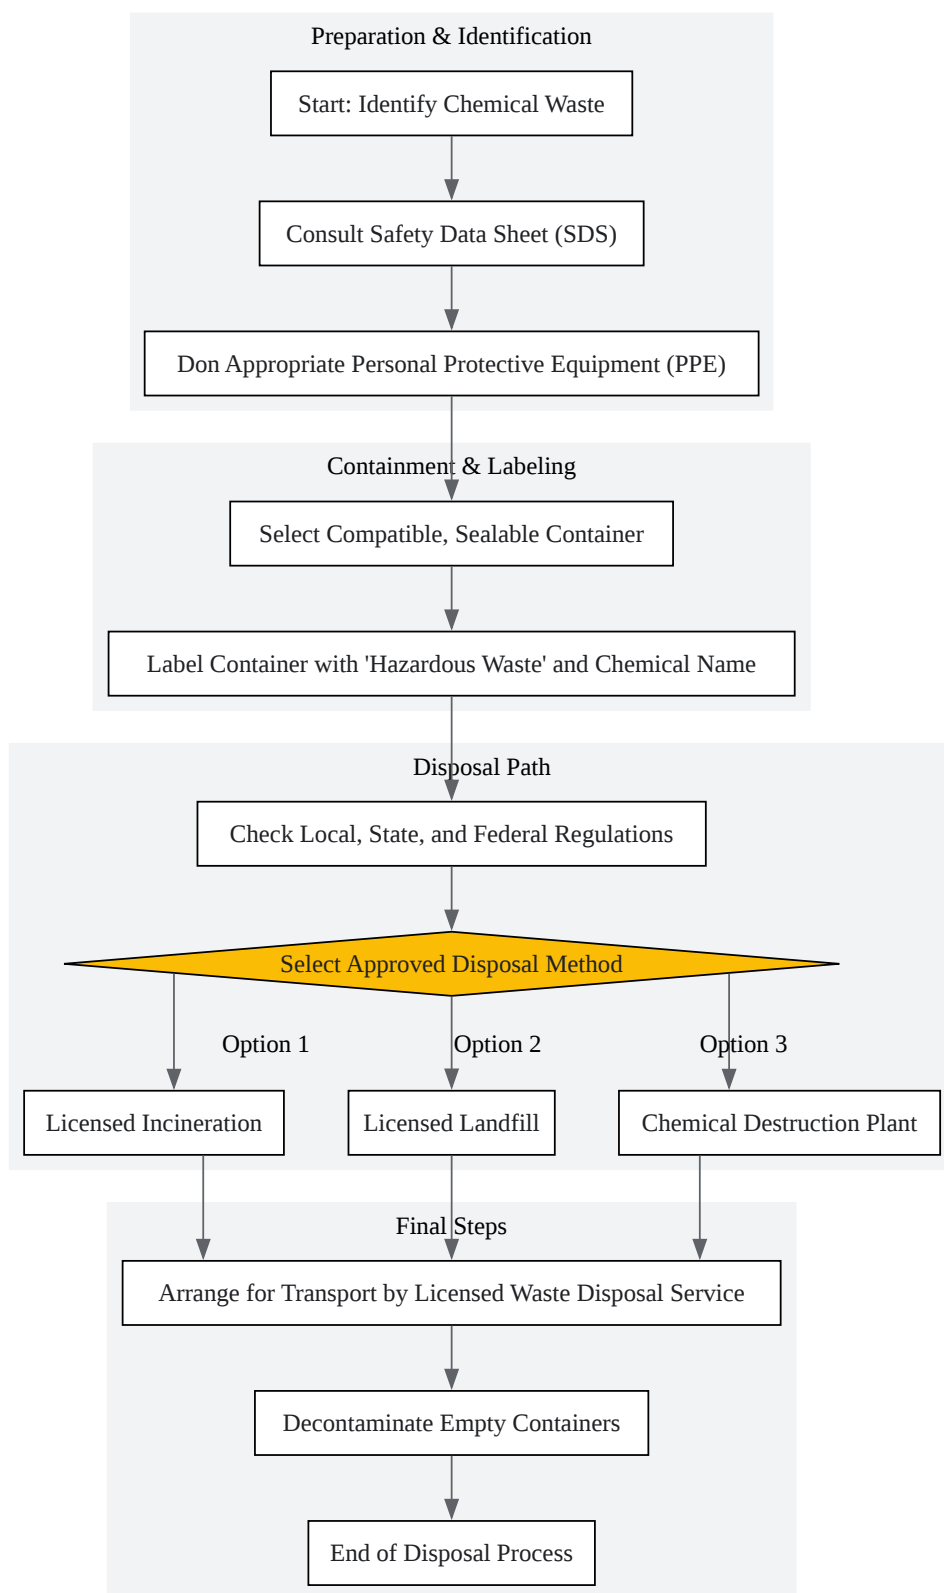 Preparation & Identification
Start: Identify Chemical Waste
Consult Safety Data Sheet (SDS)
Don Appropriate Personal Protective Equipment (PPE)
Containment & Labeling
Select Compatible, Sealable Container
Label Container with 'Hazardous Waste' and Chemical Name
Disposal Path
Check Local, State, and Federal Regulations
Select Approved Disposal Method
Option 1
Option 2
Option 3
Licensed Incineration
Licensed Landfill
Chemical Destruction Plant
Final Steps
Arrange for Transport by Licensed Waste Disposal Service
Decontaminate Empty Containers
End of Disposal Process